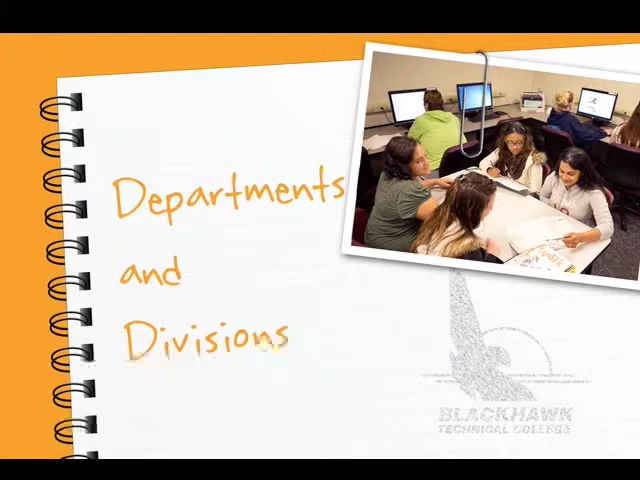 Departments
and
Divisions
BLACKHAWK
TECHNICAL COLLEGE